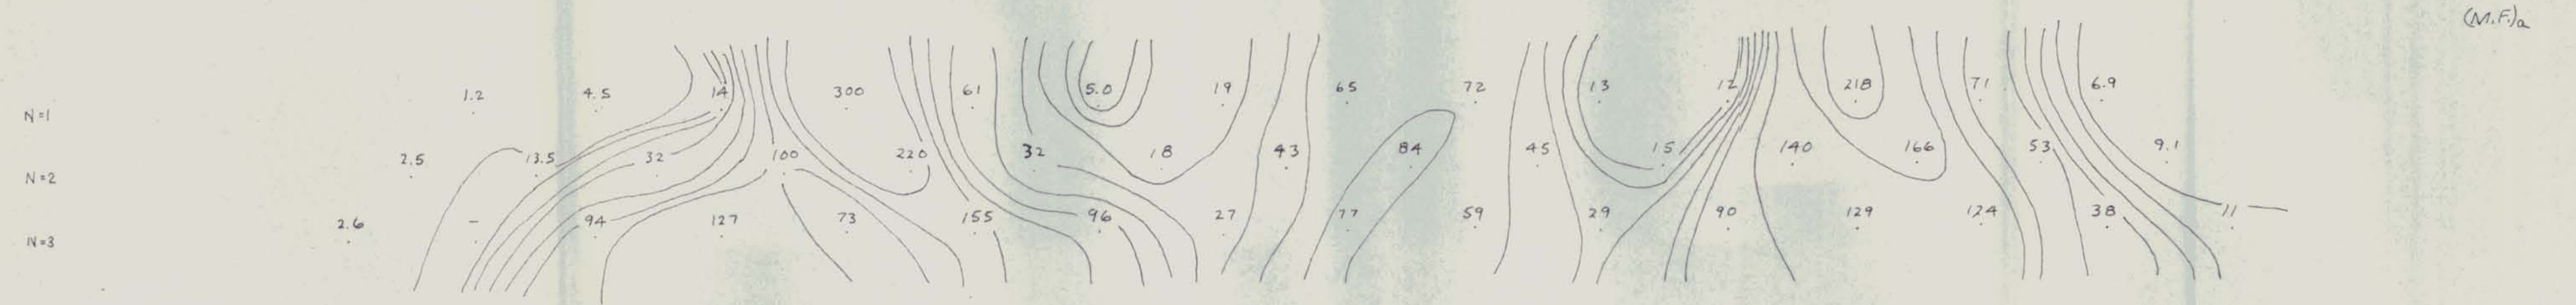 (M.F.)a
N=1 1.2 4.5 14 300 61 5.0 19 65 72 13 12 218 71 6.9
N=2 2.5 13.5 32 100 220 32 18 43 84 45 15 140 166 53 9.1
N=3 2.6 - 94 127 73 155 96 27 77 59 29 90 129 124 38 11